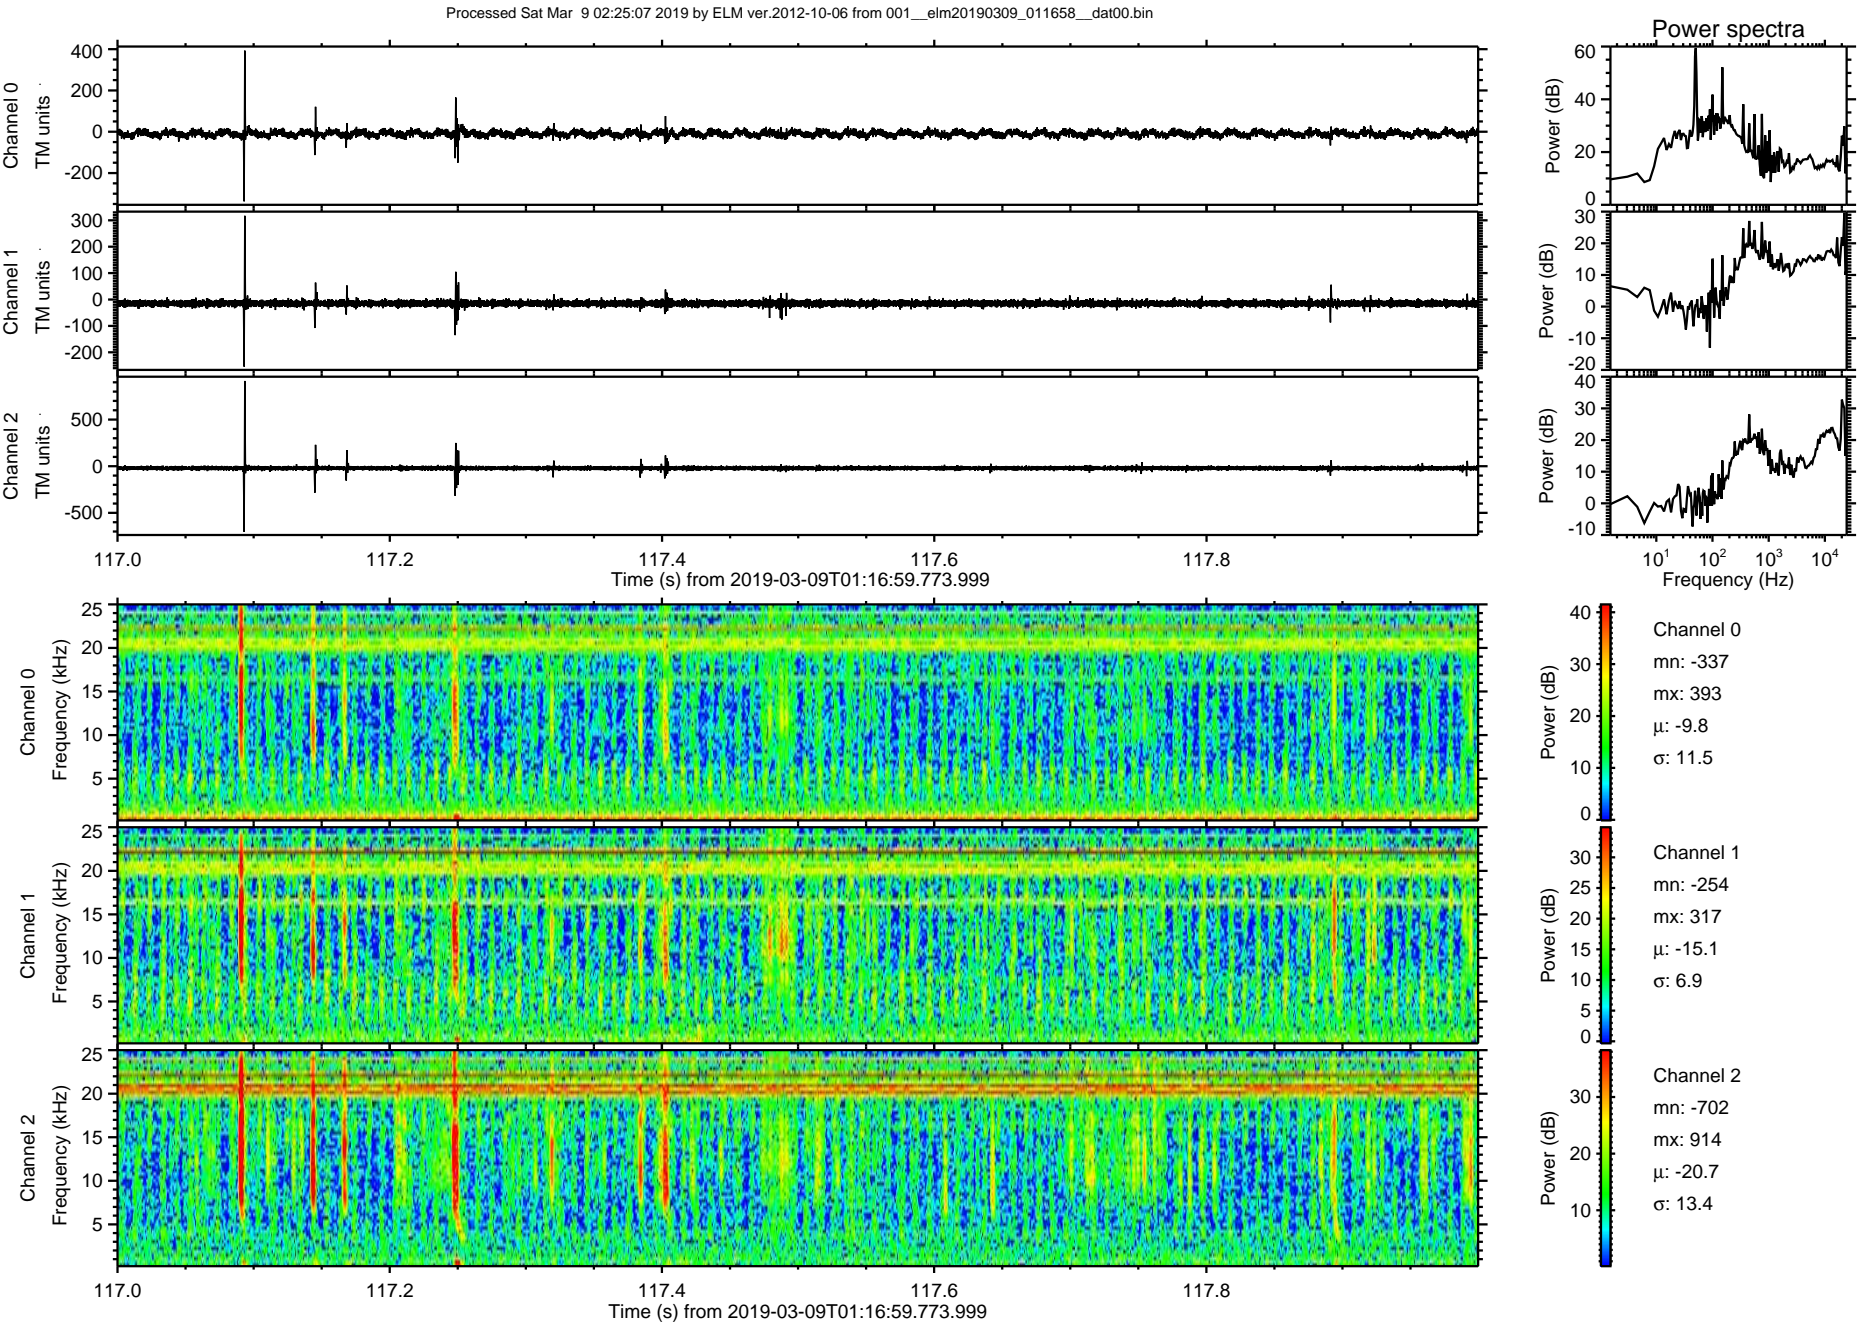 Processed Sat Mar  9 02:25:07 2019 by ELM ver.2012-10-06 from 001__elm20190309_011658__dat00.bin
Power spectra
Channel 0
TM units
400
200
0
-200
Power (dB)
60
40
20
0
Channel 1
TM units
300
200
100
0
-100
-200
Power (dB)
30
20
10
0
-10
-20
Channel 2
TM units
500
0
-500
Power (dB)
40
30
20
10
0
-10
117.0 117.2 117.4 117.6 117.8
Time (s) from 2019-03-09T01:16:59.773.999
10^1 10^2 10^3 10^4
Frequency (Hz)
Channel 0
Frequency (kHz)
25
20
15
10
5
Power (dB)
40
30
20
10
0
Channel 0
mn: -337
mx: 393
μ: -9.8
σ: 11.5
Channel 1
Frequency (kHz)
25
20
15
10
5
Power (dB)
30
25
20
15
10
5
0
Channel 1
mn: -254
mx: 317
μ: -15.1
σ: 6.9
Channel 2
Frequency (kHz)
25
20
15
10
5
Power (dB)
30
20
10
Channel 2
mn: -702
mx: 914
μ: -20.7
σ: 13.4
117.0 117.2 117.4 117.6 117.8
Time (s) from 2019-03-09T01:16:59.773.999